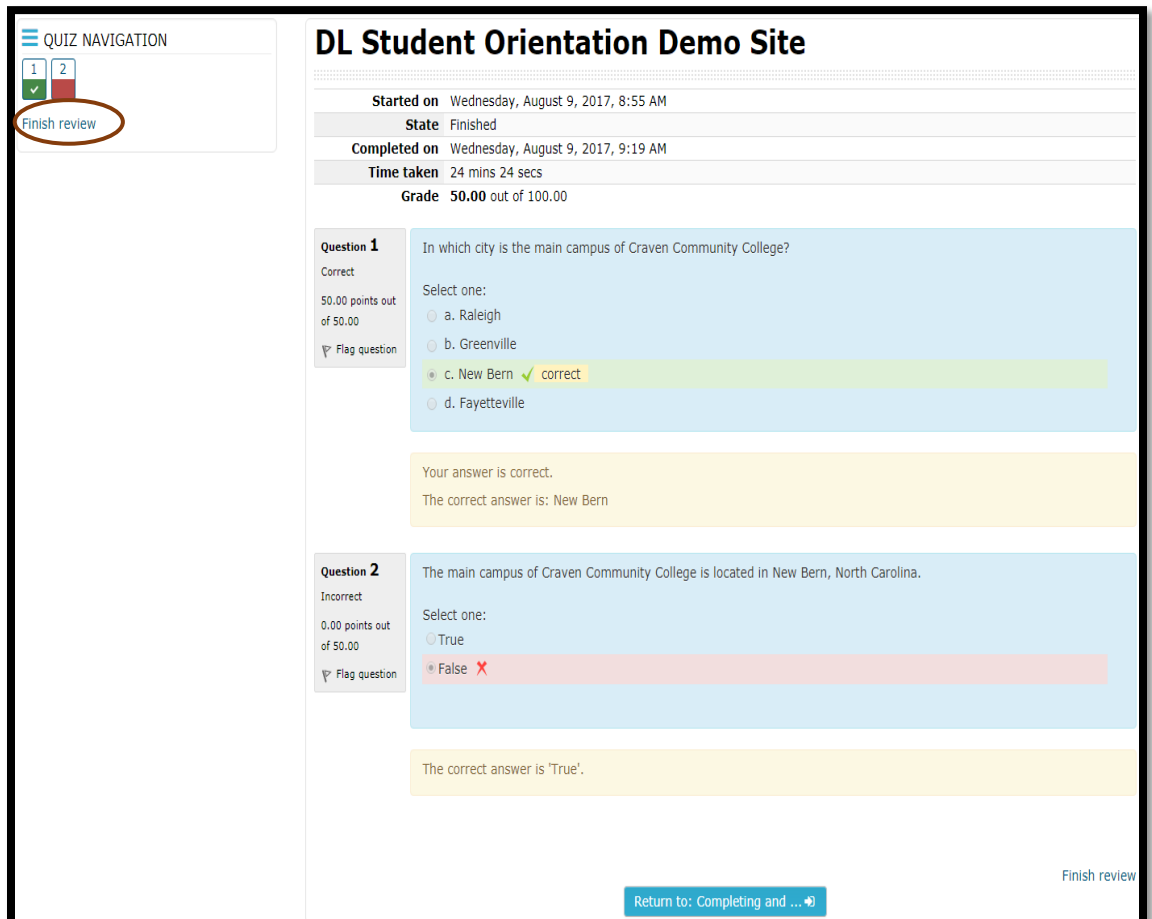 QUIZ NAVIGATION
1 2
Finish review
DL Student Orientation Demo Site
Started on Wednesday, August 9, 2017, 8:55 AM
State Finished
Completed on Wednesday, August 9, 2017, 9:19 AM
Time taken 24 mins 24 secs
Grade 50.00 out of 100.00
Question 1
Correct
50.00 points out
of 50.00
Flag question
In which city is the main campus of Craven Community College?
Select one:
a. Raleigh
b. Greenville
c. New Bern correct
d. Fayetteville
Your answer is correct.
The correct answer is: New Bern
Question 2
Incorrect
0.00 points out
of 50.00
Flag question
The main campus of Craven Community College is located in New Bern, North Carolina.
Select one:
True
False
The correct answer is 'True'.
Finish review
Return to: Completing and ...